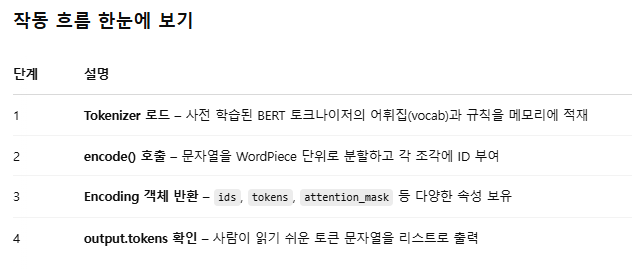 작동 흐름 한눈에 보기
단계 설명
1 Tokenizer 로드 – 사전 학습된 BERT 토크나이저의 어휘집(vocab)과 규칙을 메모리에 적재
2 encode() 호출 – 문자열을 WordPiece 단위로 분할하고 각 조각에 ID 부여
3 Encoding 객체 반환 – ids, tokens, attention_mask 등 다양한 속성 보유
4 output.tokens 확인 – 사람이 읽기 쉬운 토큰 문자열을 리스트로 출력